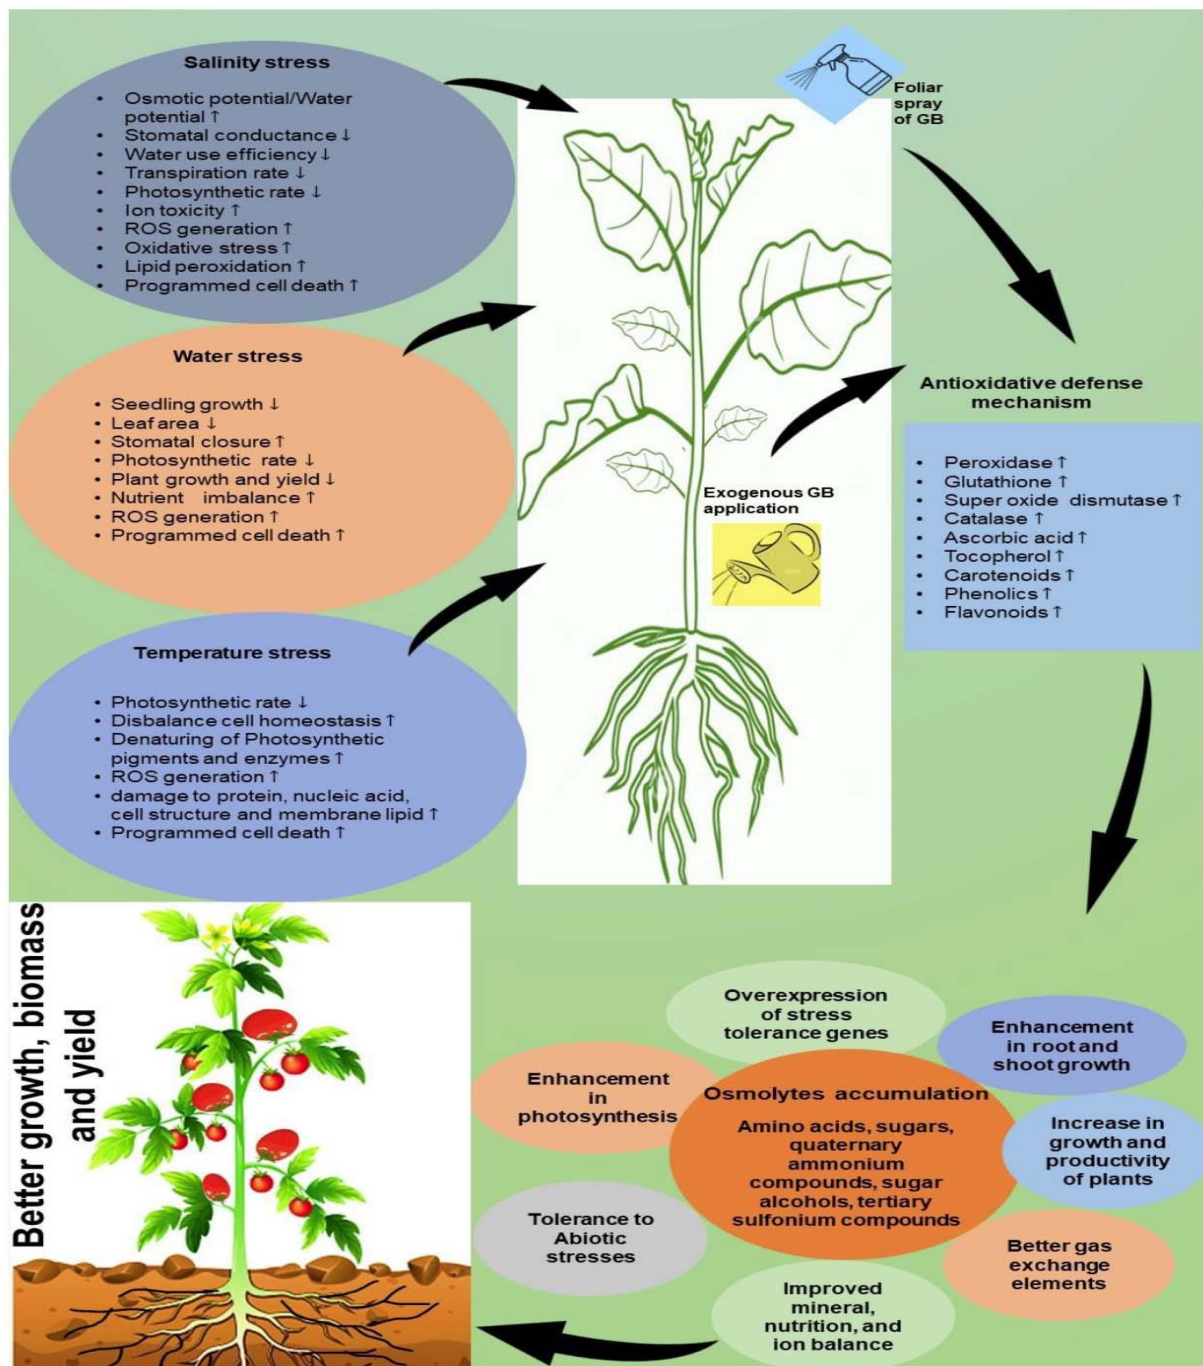 Salinity stress
• Osmotic potential/Water
potential ↑
• Stomatal conductance ↓
• Water use efficiency ↓
• Transpiration rate ↓
• Photosynthetic rate ↓
• Ion toxicity ↑
• ROS generation ↑
• Oxidative stress ↑
• Lipid peroxidation ↑
• Programmed cell death ↑
Foliar
spray
of GB
Water stress
• Seedling growth ↓
• Leaf area ↓
• Stomatal closure ↑
• Photosynthetic rate ↓
• Plant growth and yield ↓
• Nutrient imbalance ↑
• ROS generation ↑
• Programmed cell death ↑
Exogenous GB
application
Antioxidative defense
mechanism
• Peroxidase ↑
• Glutathione ↑
• Super oxide dismutase ↑
• Catalase ↑
• Ascorbic acid ↑
• Tocopherol ↑
• Carotenoids ↑
• Phenolics ↑
• Flavonoids ↑
Temperature stress
• Photosynthetic rate ↓
• Disbalance cell homeostasis ↑
• Denaturing of Photosynthetic
pigments and enzymes ↑
• ROS generation ↑
• damage to protein, nucleic acid,
cell structure and membrane lipid ↑
• Programmed cell death ↑
Better growth, biomass
and yield
Overexpression
of stress
tolerance genes
Enhancement
in root and
shoot growth
Enhancement
in
photosynthesis
Osmolytes accumulation
Amino acids, sugars,
quaternary
ammonium
compounds, sugar
alcohols, tertiary
sulfonium compounds
Increase in
growth and
productivity
of plants
Tolerance to
Abiotic
stresses
Better gas
exchange
elements
Improved
mineral,
nutrition, and
ion balance